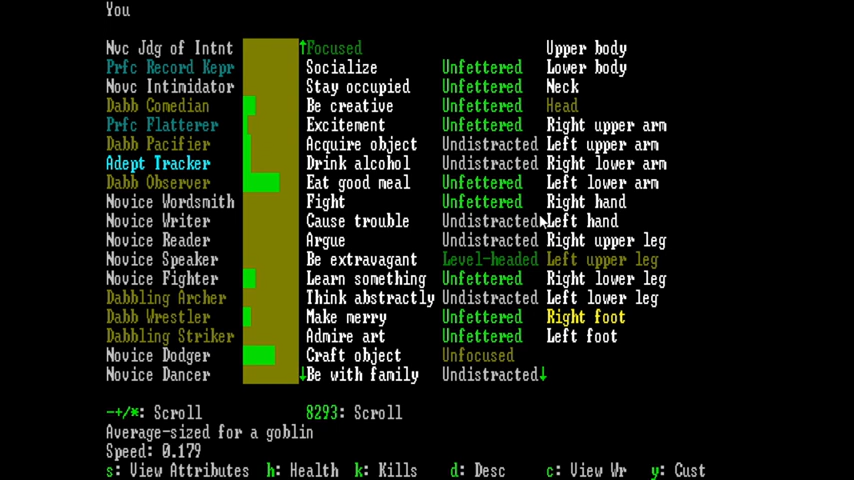 You
Nvc Jdg of Intnt ↑Focused Upper body
Prfc Record Kepr Socialize Unfettered Lower body
Novc Intimidator Stay occupied Unfettered Neck
Dabb Comedian Be creative Unfettered Head
Prfc Flatterer Excitement Unfettered Right upper arm
Dabb Pacifier Acquire object Undistracted Left upper arm
Adept Tracker Drink alcohol Undistracted Right lower arm
Dabb Observer Eat good meal Unfettered Left lower arm
Novice Wordsmith Fight Unfettered Right hand
Novice Writer Cause trouble Undistracted Left hand
Novice Reader Argue Undistracted Right upper leg
Novice Speaker Be extravagant Level-headed Left upper leg
Novice Fighter Learn something Unfettered Right lower leg
Dabbling Archer Think abstractly Undistracted Left lower leg
Dabb Wrestler Make merry Unfettered Right foot
Dabbling Striker Admire art Unfettered Left foot
Novice Dodger Craft object Unfocused
Novice Dancer ↓Be with family Undistracted↓
-+/*: Scroll 8293: Scroll
Average-sized for a goblin
Speed: 0.179
s: View Attributes h: Health k: Kills d: Desc c: View Wr y: Cust